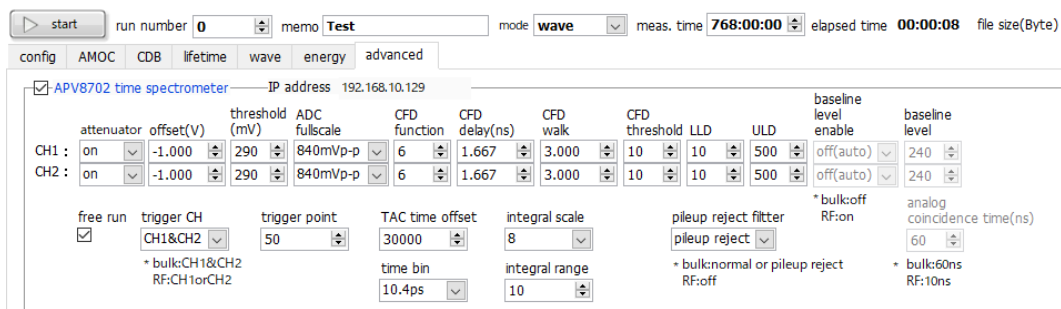 start run number 0 memo Test mode wave meas. time 768:00:00 elapsed time 00:00:08 file size(Byte)
config AMOC CDB lifetime wave energy advanced
APV8702 time spectrometer IP address 192.168.10.129
attenuator offset(V) threshold (mV) ADC fullscale CFD function CFD delay(ns) CFD walk CFD threshold LLD ULD baseline level enable baseline level
CH1 : on -1.000 290 840mVp-p 6 1.667 3.000 10 10 500 off(auto) 240
CH2 : on -1.000 290 840mVp-p 6 1.667 3.000 10 10 500 off(auto) 240
* bulk:off
RF:on
free run trigger CH trigger point TAC time offset integral scale pileup reject filtter analog coincidence time(ns)
CH1&CH2 50 30000 8 pileup reject 60
* bulk:CH1&CH2
RF:CH1orCH2
time bin integral range
10.4ps 10
* bulk:normal or pileup reject
RF:off
* bulk:60ns
RF:10ns